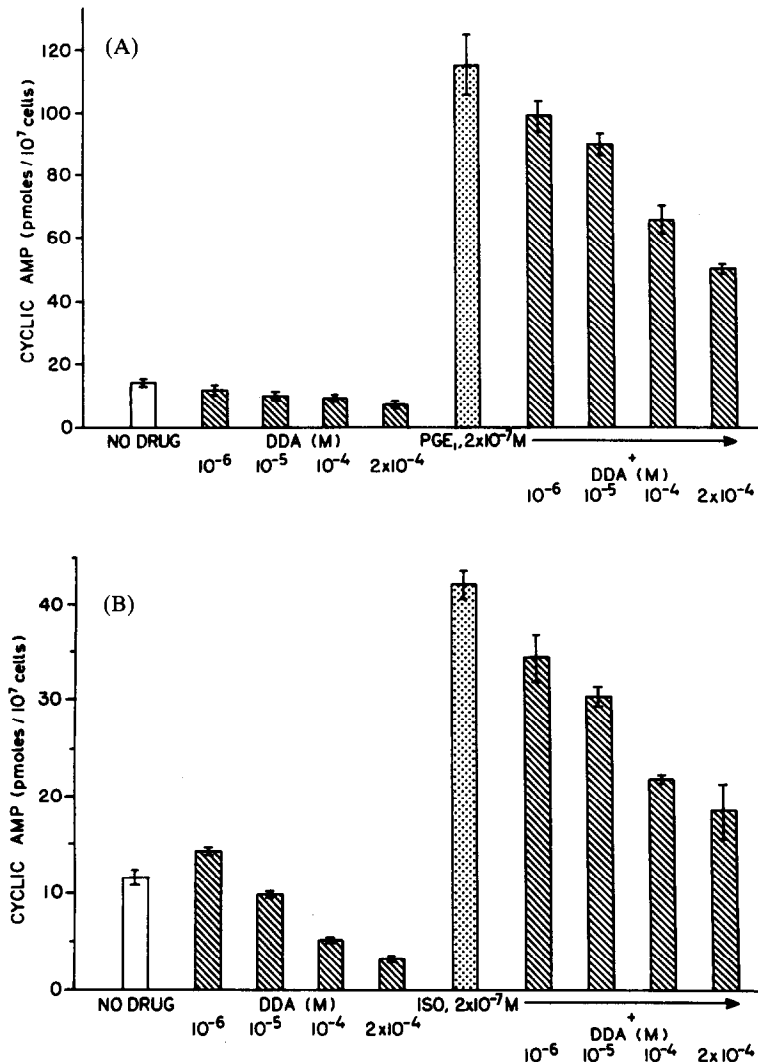 (A)
CYCLIC AMP (pmoles / 10⁷ cells)
120
100
80
60
40
20
0
NO DRUG
DDA (M)
10⁻⁶ 10⁻⁵ 10⁻⁴ 2x10⁻⁴
PGE₁, 2x10⁻⁷M
+
DDA (M)
10⁻⁶ 10⁻⁵ 10⁻⁴ 2x10⁻⁴
(B)
CYCLIC AMP (pmoles / 10⁷ cells)
40
30
20
10
0
NO DRUG
DDA (M)
10⁻⁶ 10⁻⁵ 10⁻⁴ 2x10⁻⁴
ISO, 2x10⁻⁷M
+
DDA (M)
10⁻⁶ 10⁻⁵ 10⁻⁴ 2x10⁻⁴